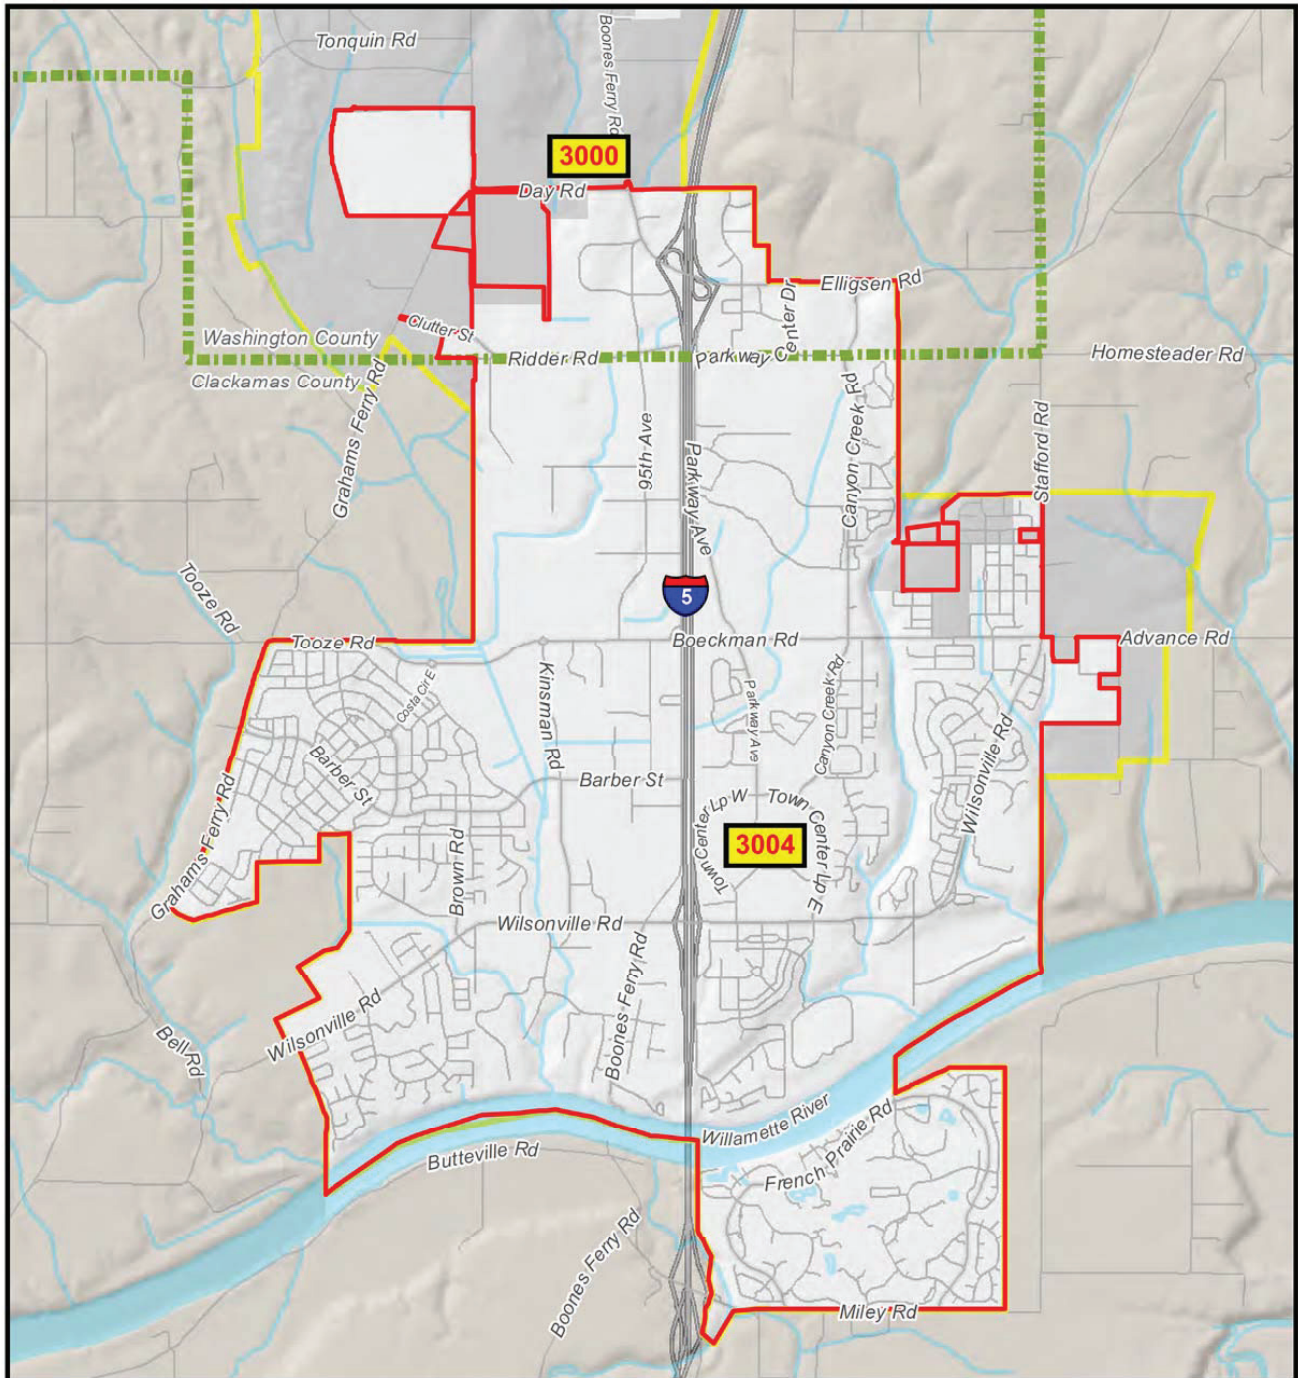 Tonquin Rd
Boones Ferry Rd
3000
Day Rd
Elligsen Rd
Parkway Center Dr
Clutter St
Washington County
Ridder Rd
Homesteader Rd
Clackamas County
Grahams Ferry Rd
95th Ave
Parkway Ave
Canyon Creek Rd
Stafford Rd
Tooze Rd
5
Tooze Rd
Boeckman Rd
Advance Rd
Costa Cir E
Kinsman Rd
Parkway Ave
Canyon Creek Rd
Wilsonville Rd
Barber St
Barber St
Grahams Ferry Rd
Town Center Lp W
Town Center Lp E
3004
Brown Rd
Wilsonville Rd
Boones Ferry Rd
Wilsonville Rd
Bell Rd
Willamette River
French Prairie Rd
Butteville Rd
Boones Ferry Rd
Miley Rd